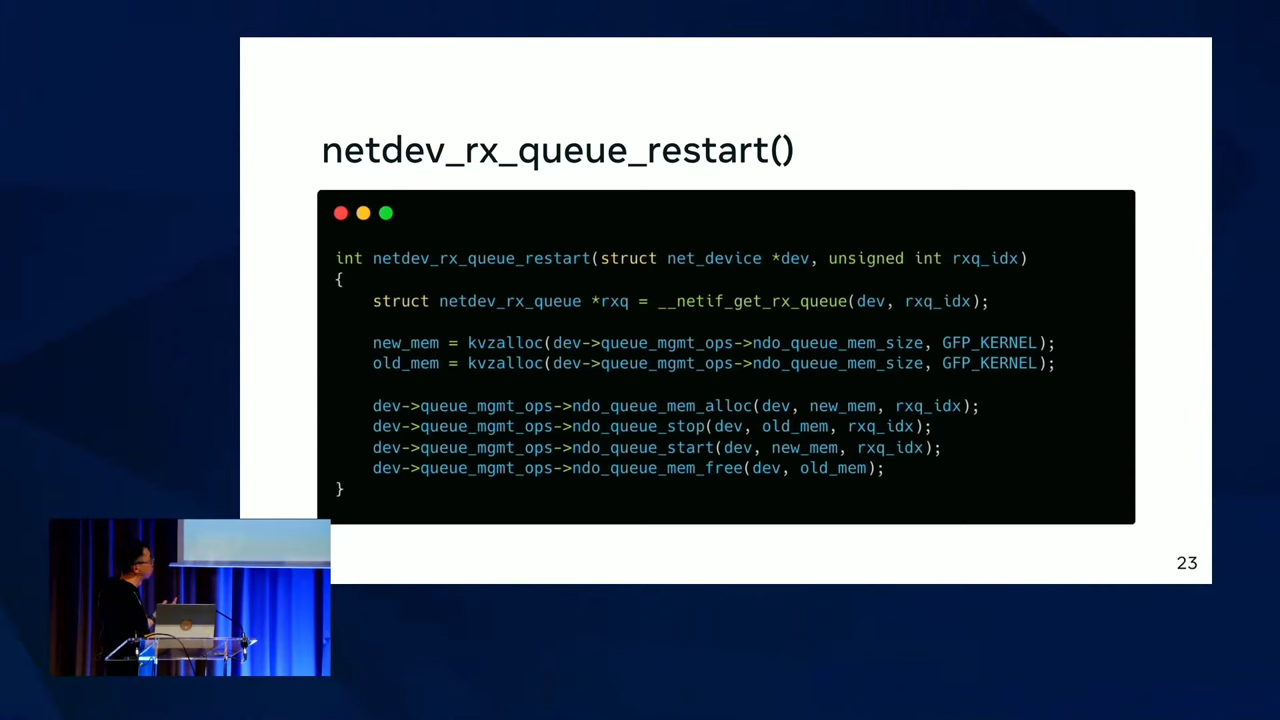 netdev_rx_queue_restart()
int netdev_rx_queue_restart(struct net_device *dev, unsigned int rxq_idx)
{
    struct netdev_rx_queue *rxq = __netif_get_rx_queue(dev, rxq_idx);
    new_mem = kvzalloc(dev->queue_mgmt_ops->ndo_queue_mem_size, GFP_KERNEL);
    old_mem = kvzalloc(dev->queue_mgmt_ops->ndo_queue_mem_size, GFP_KERNEL);
    dev->queue_mgmt_ops->ndo_queue_mem_alloc(dev, new_mem, rxq_idx);
    dev->queue_mgmt_ops->ndo_queue_stop(dev, old_mem, rxq_idx);
    dev->queue_mgmt_ops->ndo_queue_start(dev, new_mem, rxq_idx);
    dev->queue_mgmt_ops->ndo_queue_mem_free(dev, old_mem);
}
23